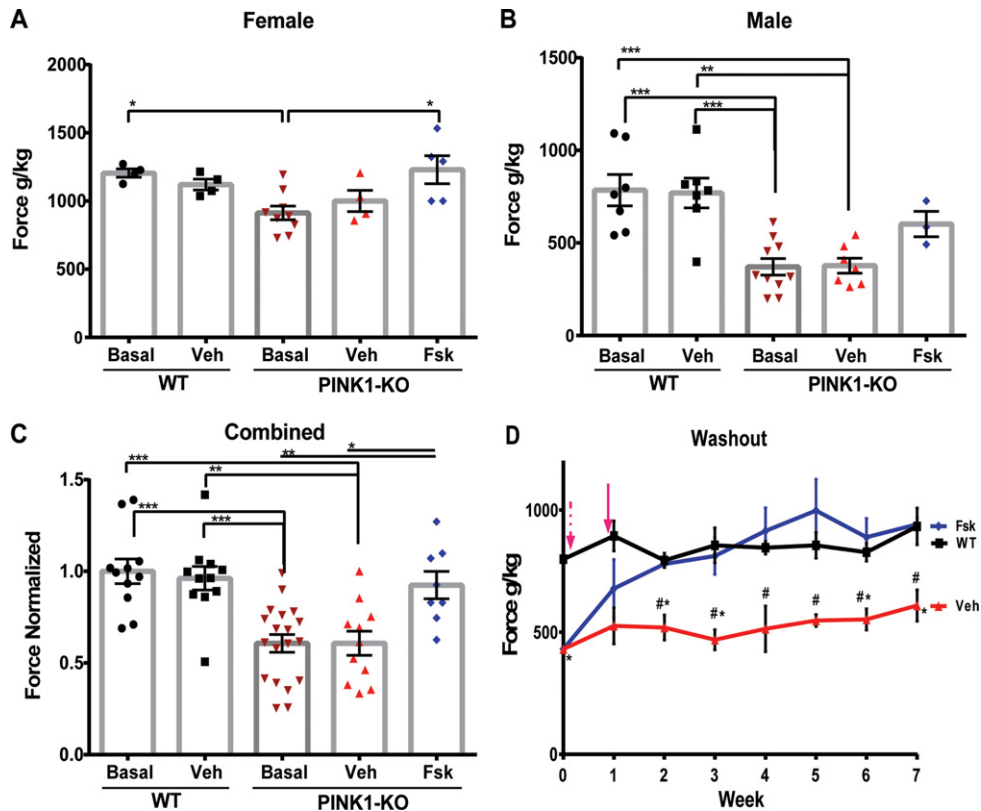 A
Female
Force g/kg
2000
1500
1000
500
0
*
*
Basal
Veh
Basal
Veh
Fsk
WT
PINK1-KO
B
Male
Force g/kg
1500
1000
500
0
***
**
***
***
Basal
Veh
Basal
Veh
Fsk
WT
PINK1-KO
C
Combined
Force Normalized
1.5
1.0
0.5
0.0
*
**
***
**
***
***
Basal
Veh
Basal
Veh
Fsk
WT
PINK1-KO
D
Washout
Force g/kg
1000
500
0
Fsk
WT
Veh
*
#*
#*
#
#
#*
#
*
0
1
2
3
4
5
6
7
Week